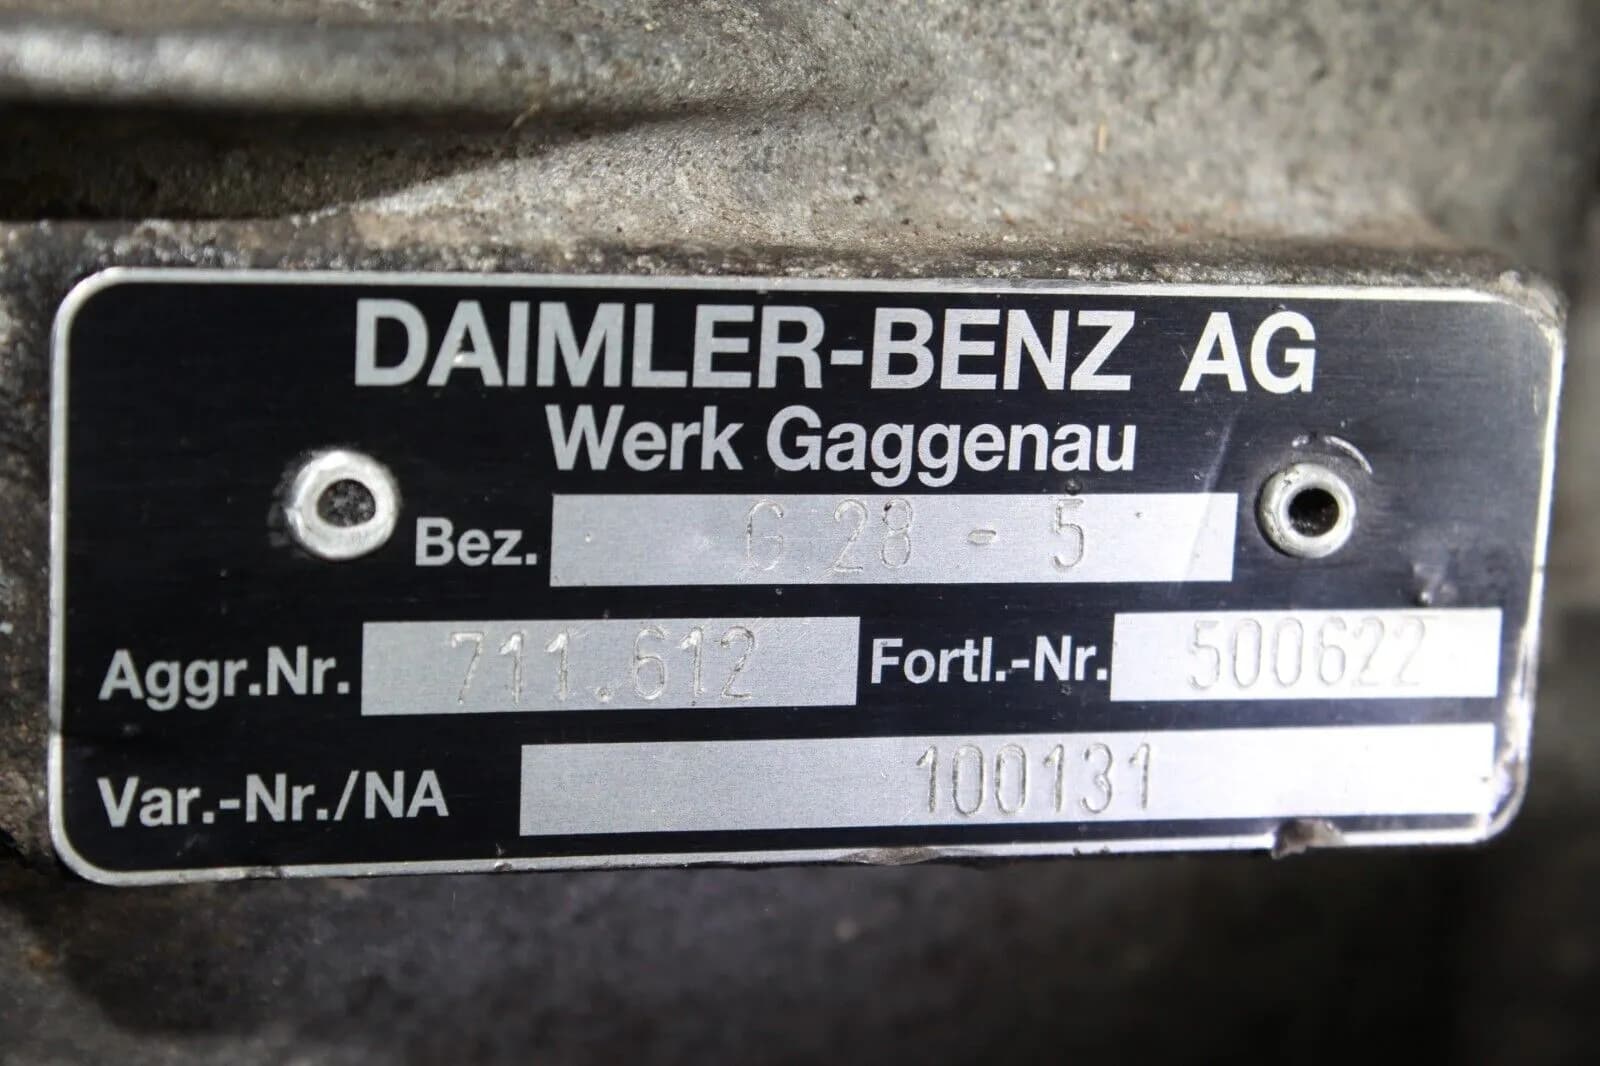 DAIMLER-BENZ AG
Werk Gaggenau
Bez. G 28 - 5
Aggr.Nr. 711.612 Fortl.-Nr. 500622
Var.-Nr./NA 100131